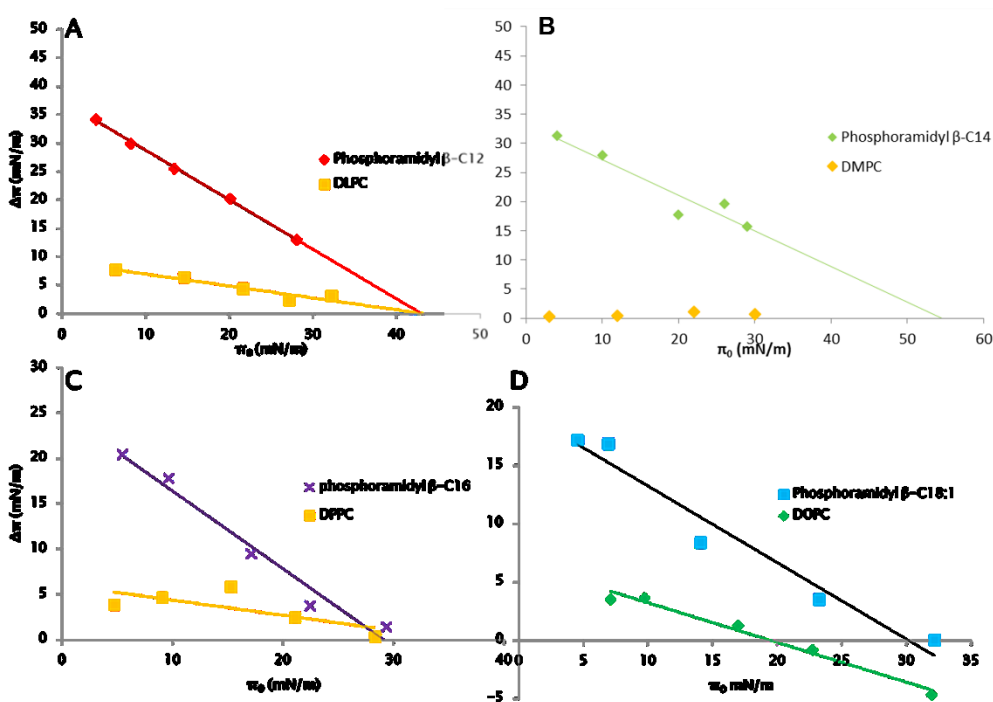 A
50
45
40
35
30
25
20
15
10
5
0
Δπ (mN/m)
0 10 20 30 40 50
π₀ (mN/m)
Phosphoramidyl β-C12
DLPC
B
50
45
40
35
30
25
20
15
10
5
0
0 10 20 30 40 50 60
π₀ (mN/m)
Phosphoramidyl β-C14
DMPC
C
30
25
20
15
10
5
0
Δπ (mN/m)
0 10 20 30 40
π₀ (mN/m)
phosphoramidyl β-C16
DPPC
D
20
15
10
5
0
-5
0 5 10 15 20 25 30 35
π₀ mN/m
Phosphoramidyl β-C18:1
DOPC